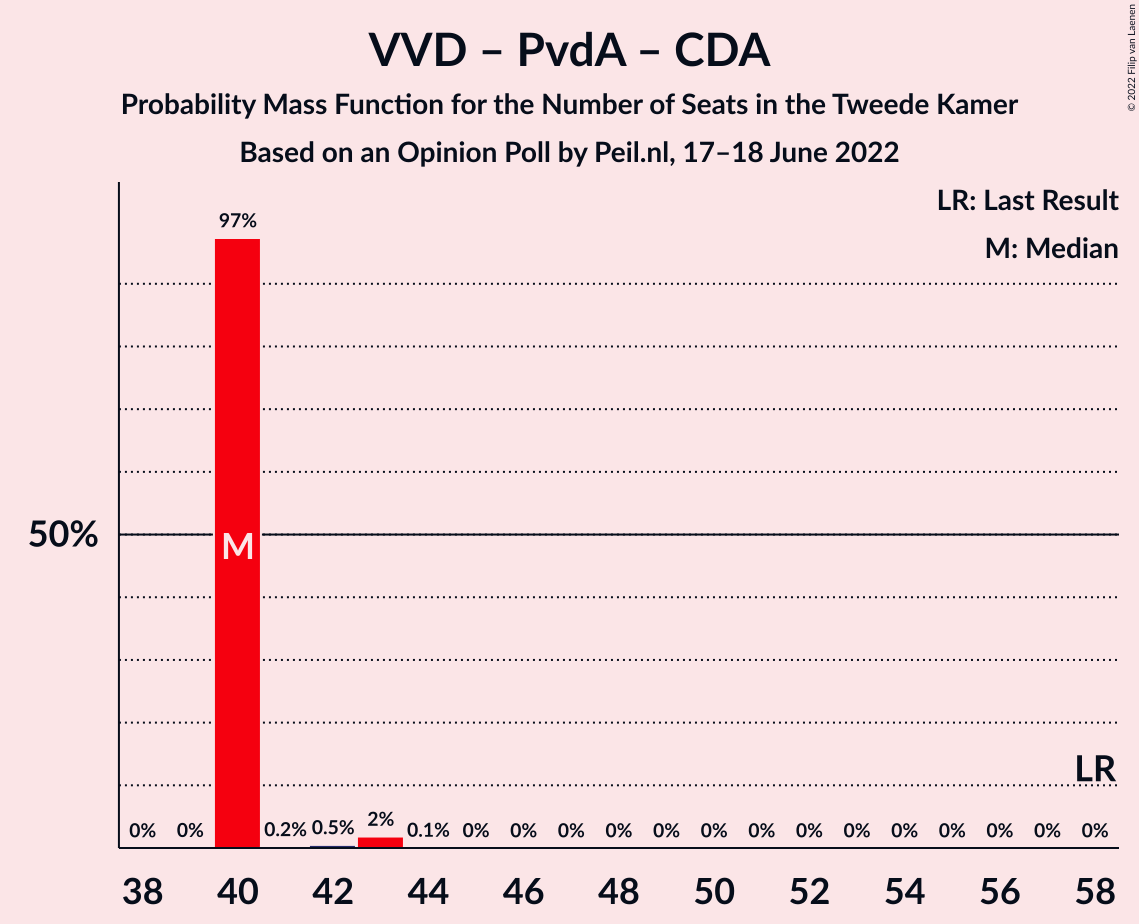 VVD – PvdA – CDA
Probability Mass Function for the Number of Seats in the Tweede Kamer
Based on an Opinion Poll by Peil.nl, 17–18 June 2022
© 2022 Filip van Laenen
LR: Last Result
M: Median
97%
50%
M
LR
0% 0% 0.2% 0.5% 2% 0.1% 0% 0% 0% 0% 0% 0% 0% 0% 0% 0% 0% 0% 0% 0%
38 40 42 44 46 48 50 52 54 56 58